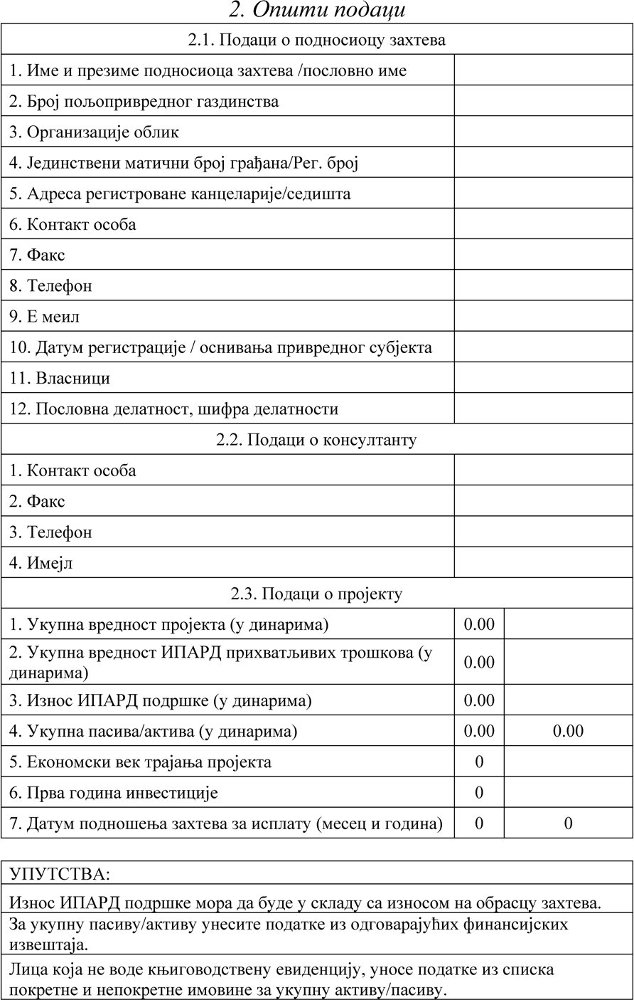 2. Општи подаци
2.1. Подаци о подносиоцу захтева
1. Име и презиме подносиоца захтева /пословно име
2. Број пољопривредног газдинства
3. Организације облик
4. Јединствени матични број грађана/Рег. број
5. Адреса регистроване канцеларије/седишта
6. Контакт особа
7. Факс
8. Телефон
9. Е меил
10. Датум регистрације / оснивања привредног субјекта
11. Власници
12. Пословна делатност, шифра делатности
2.2. Подаци о консултанту
1. Контакт особа
2. Факс
3. Телефон
4. Имејл
2.3. Подаци о пројекту
1. Укупна вредност пројекта (у динарима) 0.00
2. Укупна вредност ИПАРД прихватљивих трошкова (у
динарима) 0.00
3. Износ ИПАРД подршке (у динарима) 0.00
4. Укупна пасива/актива (у динарима) 0.00 0.00
5. Економски век трајања пројекта 0
6. Прва година инвестиције 0
7. Датум подношења захтева за исплату (месец и година) 0 0
УПУТСТВА:
Износ ИПАРД подршке мора да буде у складу са износом на обрасцу захтева.
За укупну пасиву/активу унесите податке из одговарајућих финансијских
извештаја.
Лица која не воде књиговодствену евиденцију, уносе податке из списка
покретне и непокретне имовине за укупну активу/пасиву.